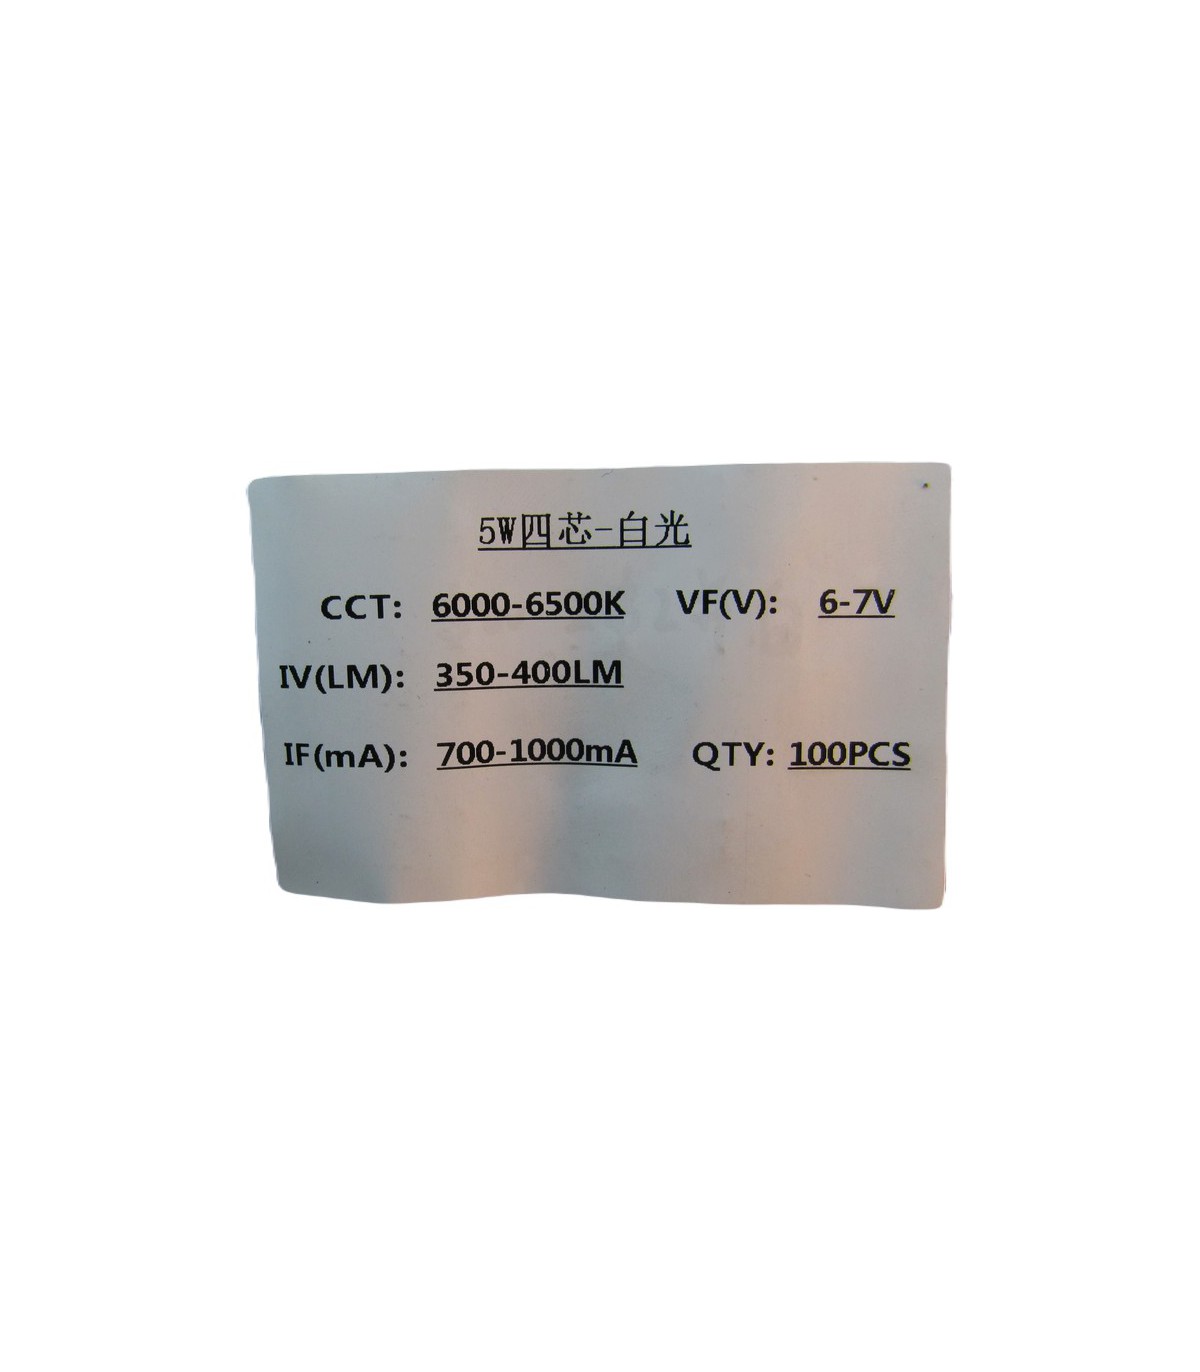 5W四芯-白光
CCT: 6000-6500K VF(V): 6-7V
IV(LM): 350-400LM
IF(mA): 700-1000mA QTY: 100PCS